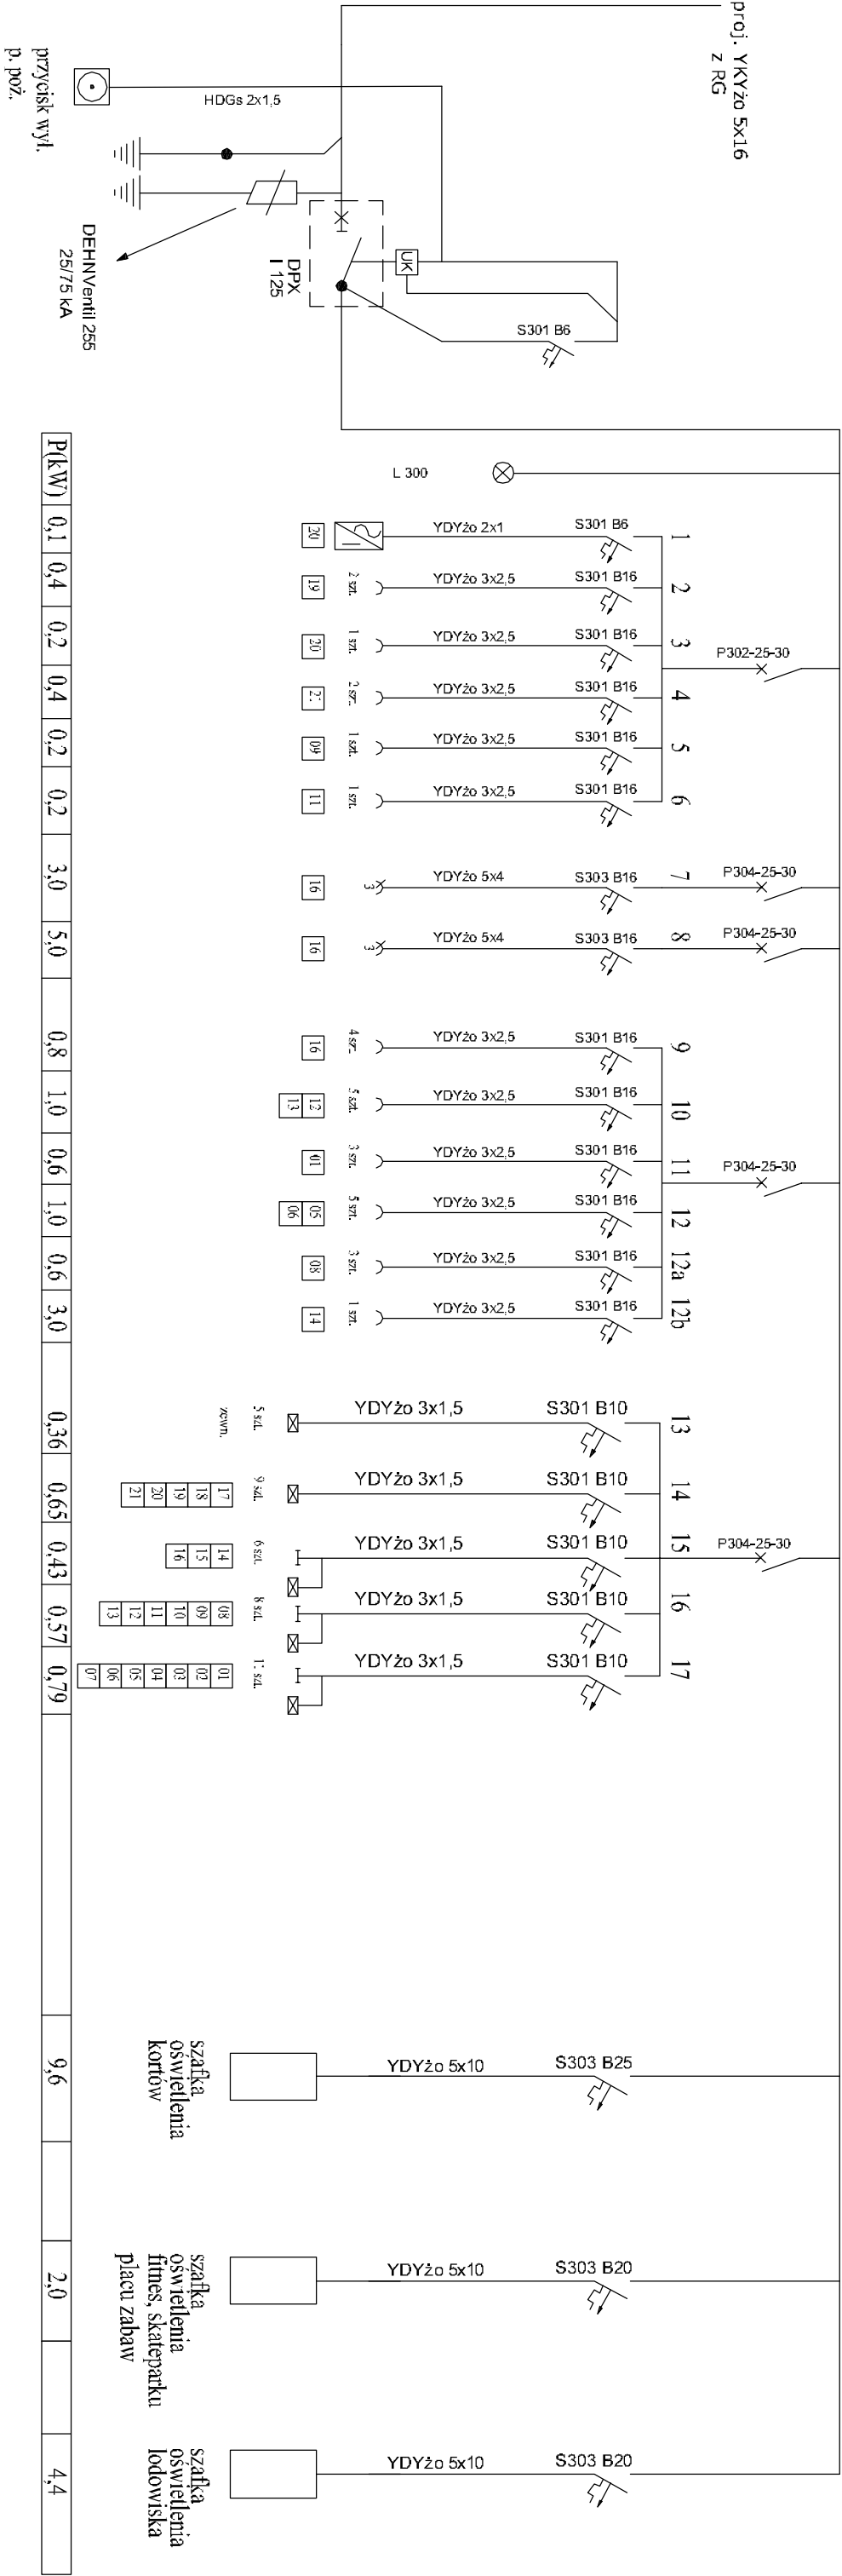 proj. YKYżo 5x16
z RG
HDGs 2x1,5
przycisk wył.
p. poż.
DEHNVentil 255
25/75 kA
DPX
I 125
UK
S301 B6
L 300
1
S301 B6
YDYżo 2x1
20
2
S301 B16
YDYżo 3x2,5
2 szt.
19
3
S301 B16
YDYżo 3x2,5
1 szt.
20
P302-25-30
4
S301 B16
YDYżo 3x2,5
5
S301 B16
YDYżo 3x2,5
1 szt.
09
6
S301 B16
YDYżo 3x2,5
1 szt.
11
7
P304-25-30
S303 B16
YDYżo 5x4
3
16
8
P304-25-30
S303 B16
YDYżo 5x4
3
16
9
S301 B16
YDYżo 3x2,5
4 szt.
16
10
S301 B16
YDYżo 3x2,5
5 szt.
12
13
11
S301 B16
YDYżo 3x2,5
3 szt.
01
P304-25-30
12
S301 B16
YDYżo 3x2,5
5 szt.
05
06
12a
S301 B16
YDYżo 3x2,5
3 szt.
08
12b
S301 B16
YDYżo 3x2,5
1 szt.
14
13
S301 B10
YDYżo 3x1,5
5 szt.
zewn.
14
S301 B10
YDYżo 3x1,5
9 szt.
17
18
19
20
21
15
P304-25-30
S301 B10
YDYżo 3x1,5
6 szt.
14
15
16
16
S301 B10
YDYżo 3x1,5
8 szt.
08
09
10
11
12
13
17
S301 B10
YDYżo 3x1,5
01
02
03
04
05
06
07
S303 B25
YDYżo 5x10
szafka
oświetlenia
kortów
S303 B20
YDYżo 5x10
szafka
oświetlenia
fitnes, skateparku
placu zabaw
S303 B20
YDYżo 5x10
szafka
oświetlenia
lodowiska
P(kW) 0,1 0,4 0,2 0,4 0,2 0,2 3,0 5,0 0,8 1,0 0,6 1,0 0,6 3,0 0,36 0,65 0,43 0,57 0,79 9,6 2,0 4,4